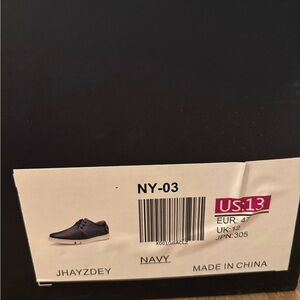 NY-03
US:13
EUR: 47
UK: 12
JPN:305
NAVY
JHAYZDEY
MADE IN CHINA